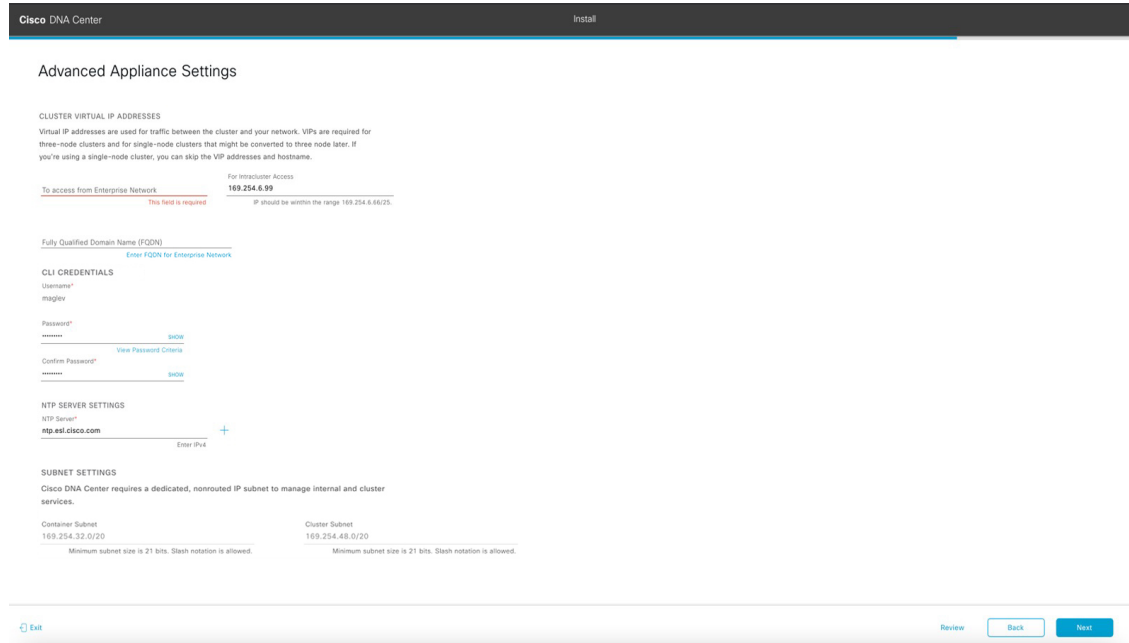 Cisco DNA Center
Install
Advanced Appliance Settings
CLUSTER VIRTUAL IP ADDRESSES
Virtual IP addresses are used for traffic between the cluster and your network. VIPs are required for
three-node clusters and for single-node clusters that might be converted to three node later. If
you're using a single-node cluster, you can skip the VIP addresses and hostname.
To access from Enterprise Network
This field is required
For Intracluster Access
169.254.6.99
IP should be winthin the range 169.254.6.66/25.
Fully Qualified Domain Name (FQDN)
Enter FQDN for Enterprise Network
CLI CREDENTIALS
Username*
maglev
Password*
•••••••••
SHOW
View Password Criteria
Confirm Password*
•••••••••
SHOW
NTP SERVER SETTINGS
NTP Server*
ntp.esl.cisco.com
Enter IPv4
SUBNET SETTINGS
Cisco DNA Center requires a dedicated, nonrouted IP subnet to manage internal and cluster
services.
Container Subnet
169.254.32.0/20
Minimum subnet size is 21 bits. Slash notation is allowed.
Cluster Subnet
169.254.48.0/20
Minimum subnet size is 21 bits. Slash notation is allowed.
Exit
Review
Back
Next